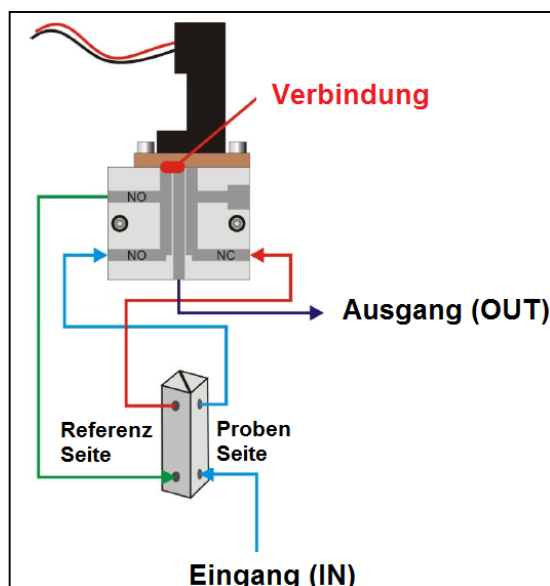 Verbindung
NO
NO
NC
Ausgang (OUT)
Referenz
Seite
Proben
Seite
Eingang (IN)